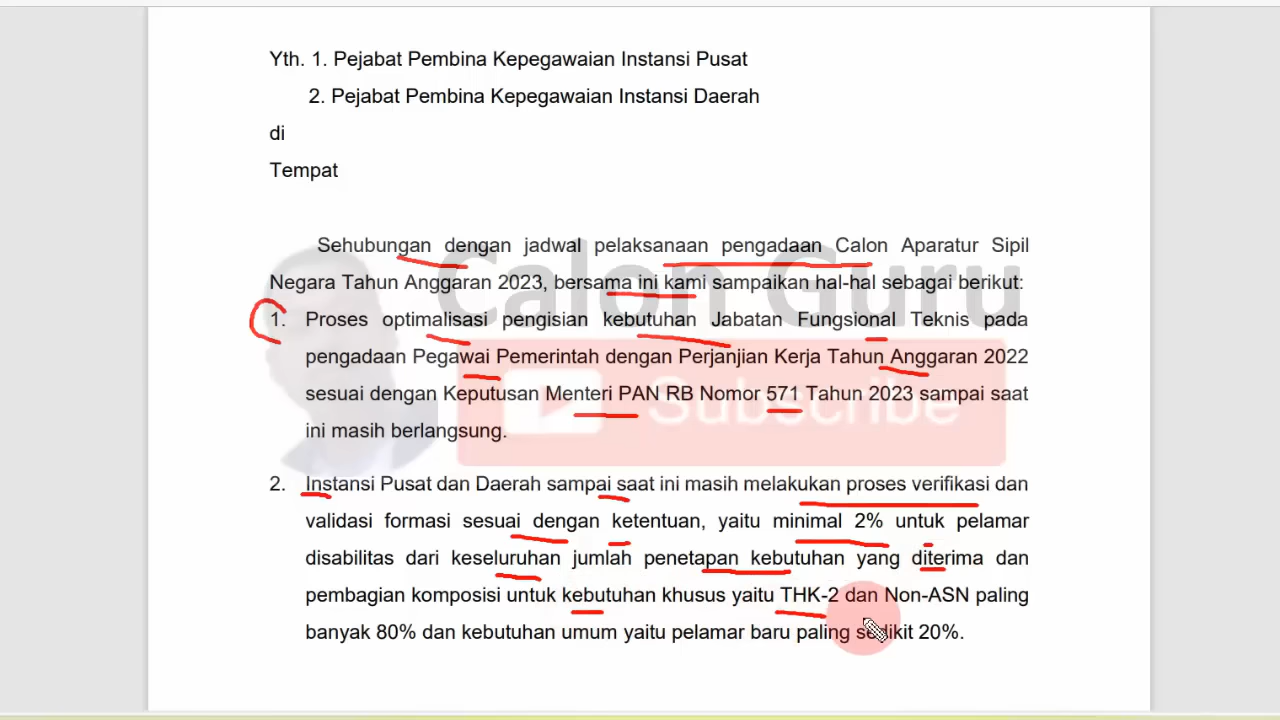 Yth. 1. Pejabat Pembina Kepegawaian Instansi Pusat
2. Pejabat Pembina Kepegawaian Instansi Daerah
di
Tempat
Sehubungan dengan jadwal pelaksanaan pengadaan Calon Aparatur Sipil
Negara Tahun Anggaran 2023, bersama ini kami sampaikan hal-hal sebagai berikut:
Calon Guru
1. Proses optimalisasi pengisian kebutuhan Jabatan Fungsional Teknis pada
pengadaan Pegawai Pemerintah dengan Perjanjian Kerja Tahun Anggaran 2022
sesuai dengan Keputusan Menteri PAN RB Nomor 571 Tahun 2023 sampai saat
Subscribe
ini masih berlangsung.
2. Instansi Pusat dan Daerah sampai saat ini masih melakukan proses verifikasi dan
validasi formasi sesuai dengan ketentuan, yaitu minimal 2% untuk pelamar
disabilitas dari keseluruhan jumlah penetapan kebutuhan yang diterima dan
pembagian komposisi untuk kebutuhan khusus yaitu THK-2 dan Non-ASN paling
banyak 80% dan kebutuhan umum yaitu pelamar baru paling sedikit 20%.